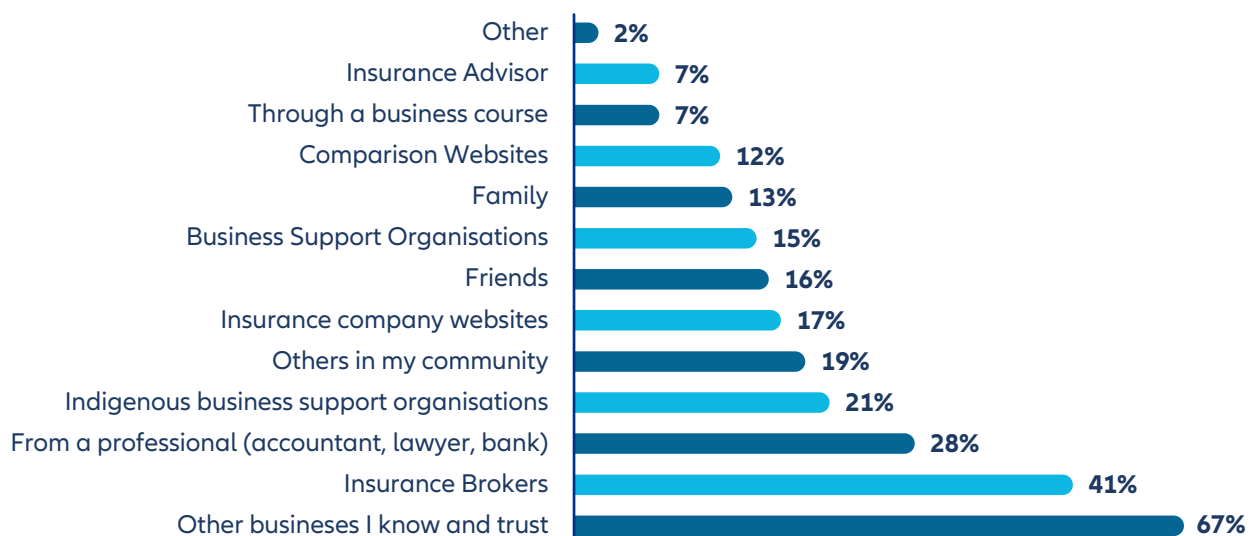 Other 2%
Insurance Advisor 7%
Through a business course 7%
Comparison Websites 12%
Family 13%
Business Support Organisations 15%
Friends 16%
Insurance company websites 17%
Others in my community 19%
Indigenous business support organisations 21%
From a professional (accountant, lawyer, bank) 28%
Insurance Brokers 41%
Other busineses I know and trust 67%